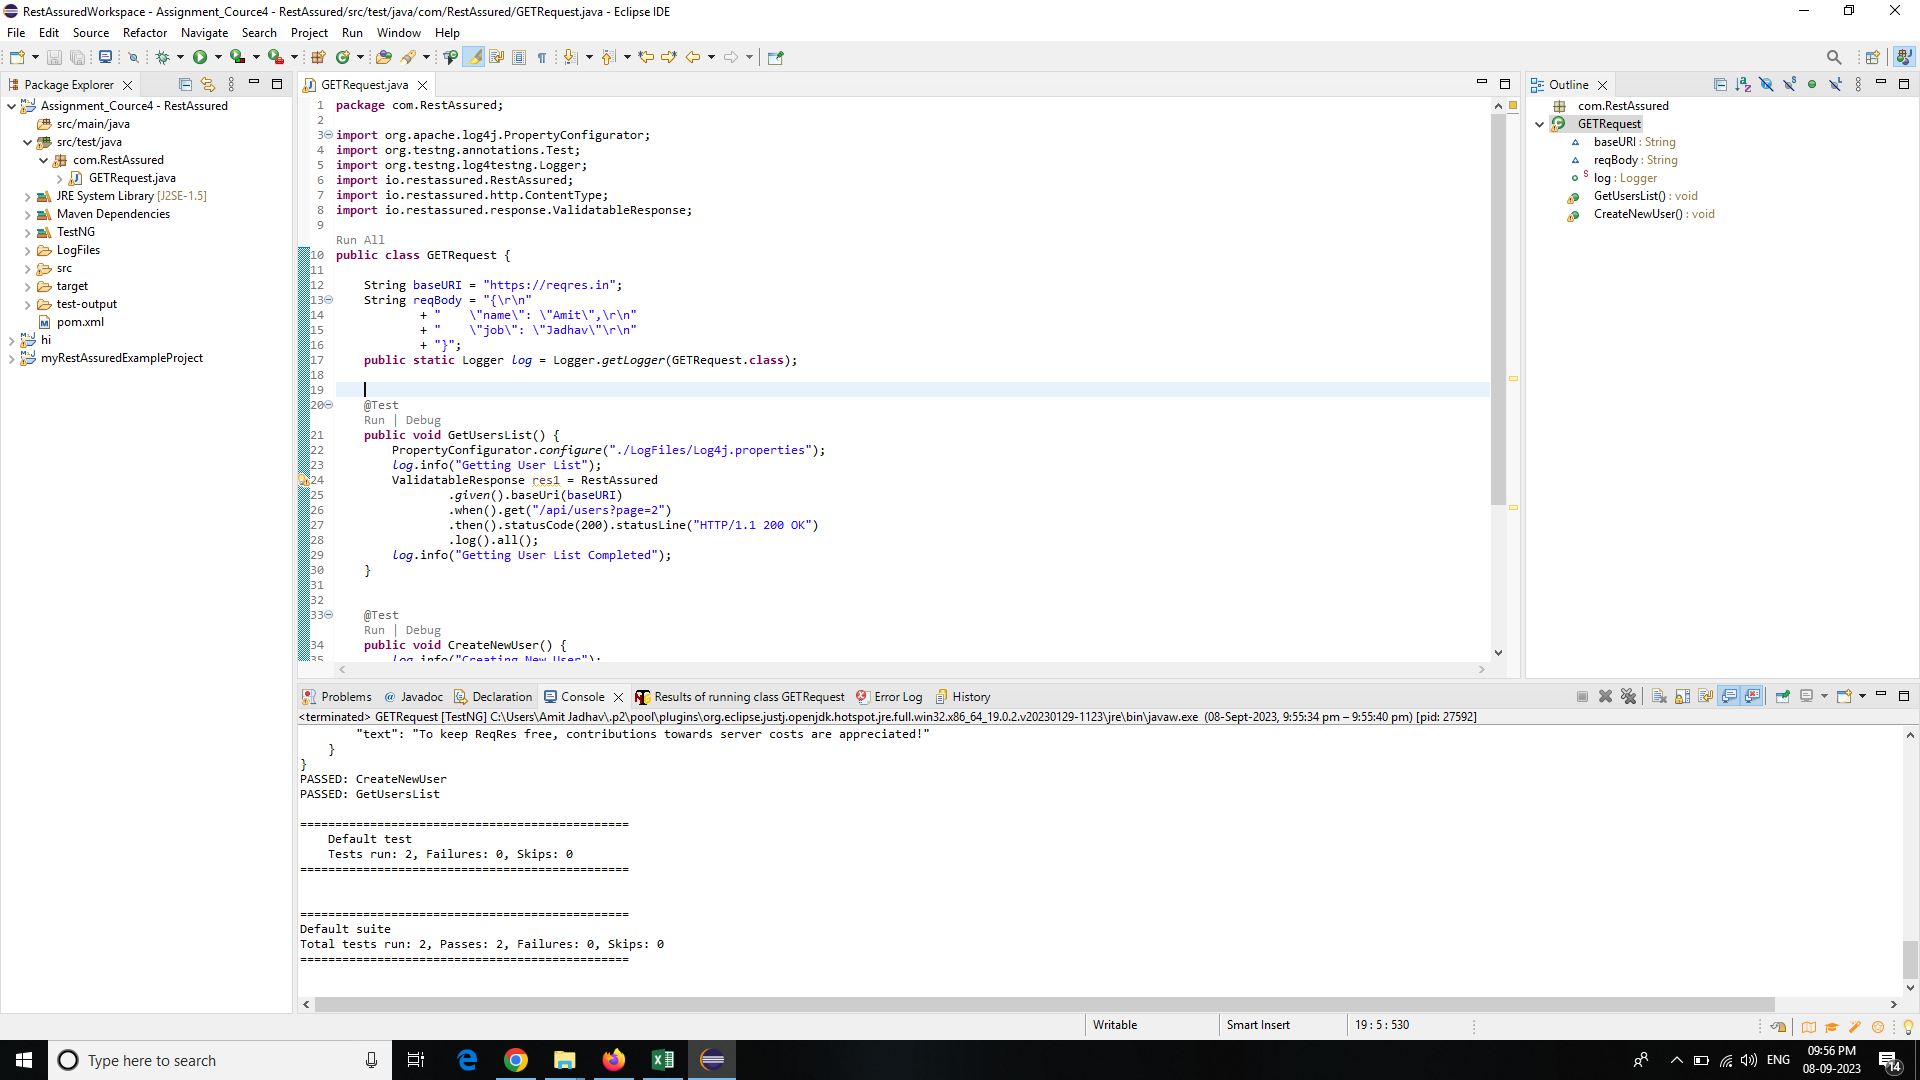 RestAssuredWorkspace - Assignment_Cource4 - RestAssured/src/test/java/com/RestAssured/GETRequest.java - Eclipse IDE
File Edit Source Refactor Navigate Search Project Run Window Help
Package Explorer
Assignment_Cource4 - RestAssured
src/main/java
src/test/java
com.RestAssured
GETRequest.java
JRE System Library [J2SE-1.5]
Maven Dependencies
TestNG
LogFiles
src
target
test-output
pom.xml
hi
myRestAssuredExampleProject
GETRequest.java
1 package com.RestAssured;
2
3 import org.apache.log4j.PropertyConfigurator;
4 import org.testng.annotations.Test;
5 import org.testng.log4testng.Logger;
6 import io.restassured.RestAssured;
7 import io.restassured.http.ContentType;
8 import io.restassured.response.ValidatableResponse;
9
Run All
10 public class GETRequest {
11
12 String baseURI = "https://reqres.in";
13 String reqBody = "{\r\n"
14 + "    \"name\": \"Amit\",\r\n"
15 + "    \"job\": \"Jadhav\"\r\n"
16 + "}";
17 public static Logger log = Logger.getLogger(GETRequest.class);
18
19
20 @Test
Run | Debug
21 public void GetUsersList() {
22 PropertyConfigurator.configure("./LogFiles/Log4j.properties");
23 log.info("Getting User List");
24 ValidatableResponse res1 = RestAssured
25 .given().baseUri(baseURI)
26 .when().get("/api/users?page=2")
27 .then().statusCode(200).statusLine("HTTP/1.1 200 OK")
28 .log().all();
29 log.info("Getting User List Completed");
30 }
31
32
33 @Test
Run | Debug
34 public void CreateNewUser() {
35 log.info("Creating New User");
Outline
com.RestAssured
GETRequest
baseURI : String
reqBody : String
S log : Logger
GetUsersList() : void
CreateNewUser() : void
Problems @ Javadoc Declaration Console Results of running class GETRequest Error Log History
<terminated> GETRequest [TestNG] C:\Users\Amit Jadhav\.p2\pool\plugins\org.eclipse.justj.openjdk.hotspot.jre.full.win32.x86_64_19.0.2.v20230129-1123\jre\bin\javaw.exe (08-Sept-2023, 9:55:34 pm – 9:55:40 pm) [pid: 27592]
"text": "To keep ReqRes free, contributions towards server costs are appreciated!"
}
}
PASSED: CreateNewUser
PASSED: GetUsersList
===============================================
Default test
Tests run: 2, Failures: 0, Skips: 0
===============================================
===============================================
Default suite
Total tests run: 2, Passes: 2, Failures: 0, Skips: 0
===============================================
Writable Smart Insert 19 : 5 : 530
Type here to search
ENG
09:56 PM
08-09-2023
14